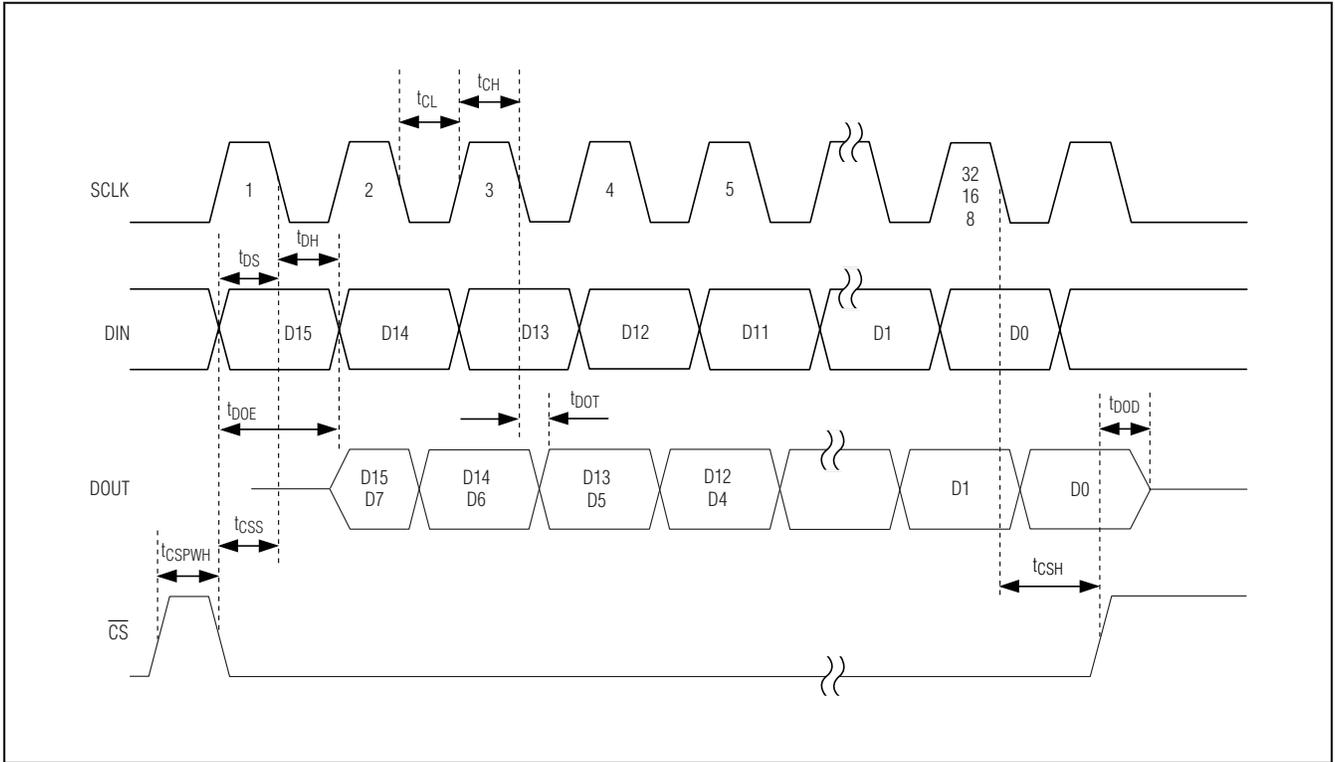 tCH
tCL
SCLK 1 2 3 4 5 32
16
8
tDH
tDS
DIN D15 D14 D13 D12 D11 D1 D0
tDOE tDOT tDOD
DOUT D15 D14 D13 D12 D1 D0
D7 D6 D5 D4
tCSS
tCSPWH tCSH
CS